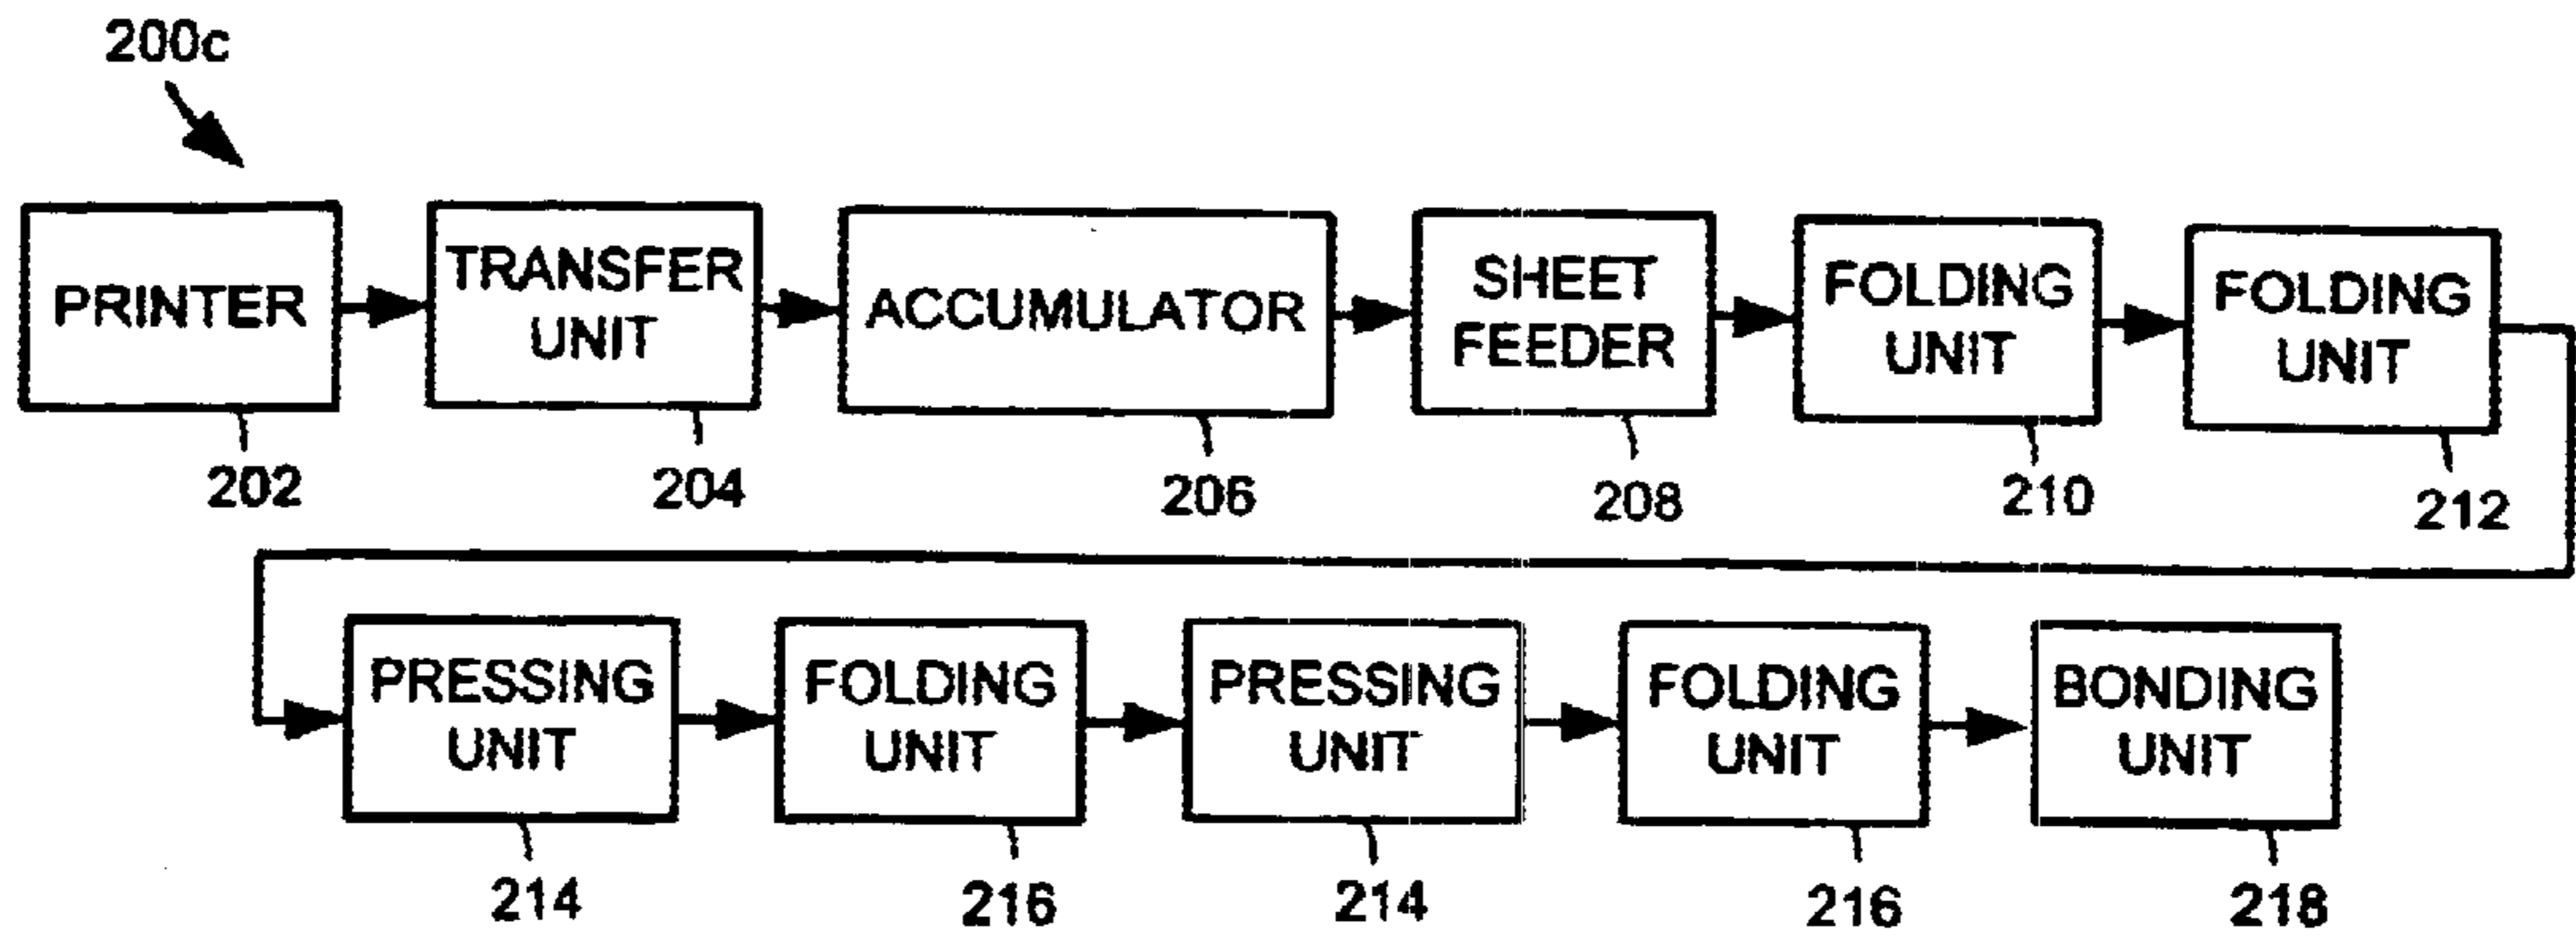 200c
PRINTER
TRANSFER
UNIT
ACCUMULATOR
SHEET
FEEDER
FOLDING
UNIT
FOLDING
UNIT
202
204
206
208
210
212
PRESSING
UNIT
FOLDING
UNIT
PRESSING
UNIT
FOLDING
UNIT
BONDING
UNIT
214
216
214
216
218